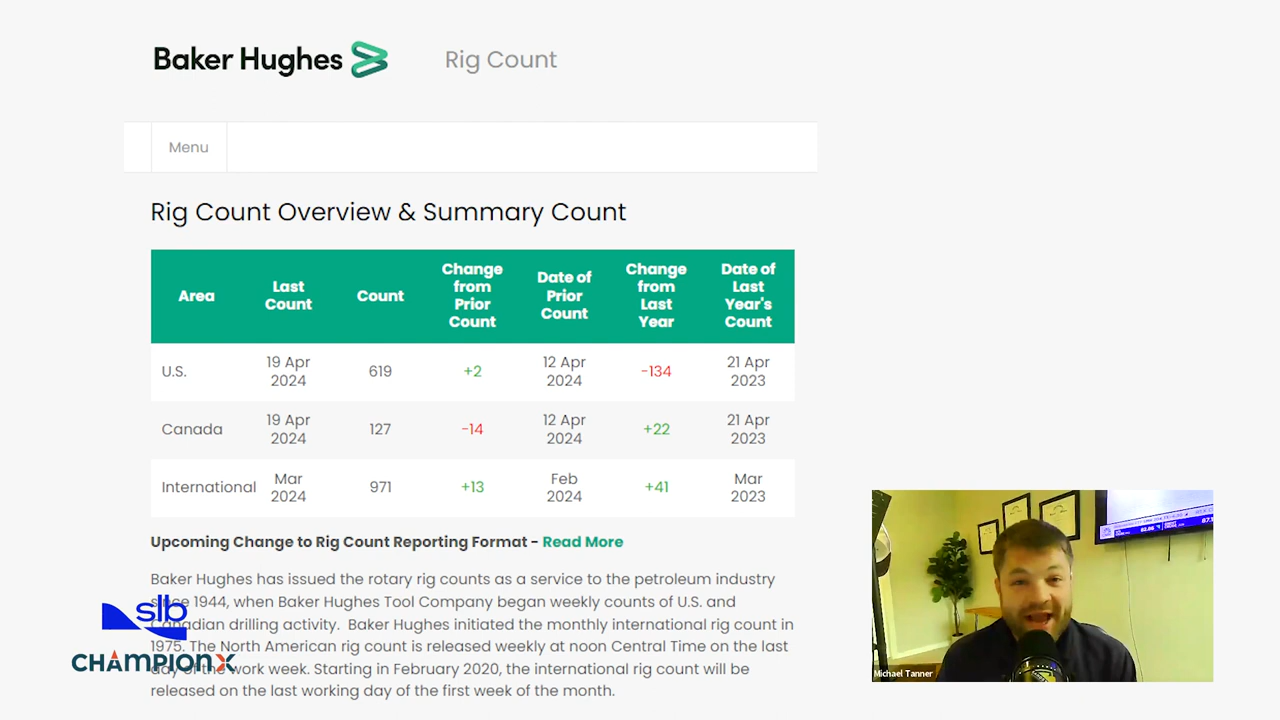 Baker Hughes
Rig Count
Menu
Rig Count Overview & Summary Count
Area Last Count Count Change from Prior Count Date of Prior Count Change from Last Year Date of Last Year's Count
U.S. 19 Apr 2024 619 +2 12 Apr 2024 -134 21 Apr 2023
Canada 19 Apr 2024 127 -14 12 Apr 2024 +22 21 Apr 2023
International Mar 2024 971 +13 Feb 2024 +41 Mar 2023
Upcoming Change to Rig Count Reporting Format - Read More
Baker Hughes has issued the rotary rig counts as a service to the petroleum industry
since 1944, when Baker Hughes Tool Company began weekly counts of U.S. and
Canadian drilling activity. Baker Hughes initiated the monthly international rig count in
1975. The North American rig count is released weekly at noon Central Time on the last
day of the work week. Starting in February 2020, the international rig count will be
released on the last working day of the first week of the month.
slb
CHAMPIONX
Michael Tanner